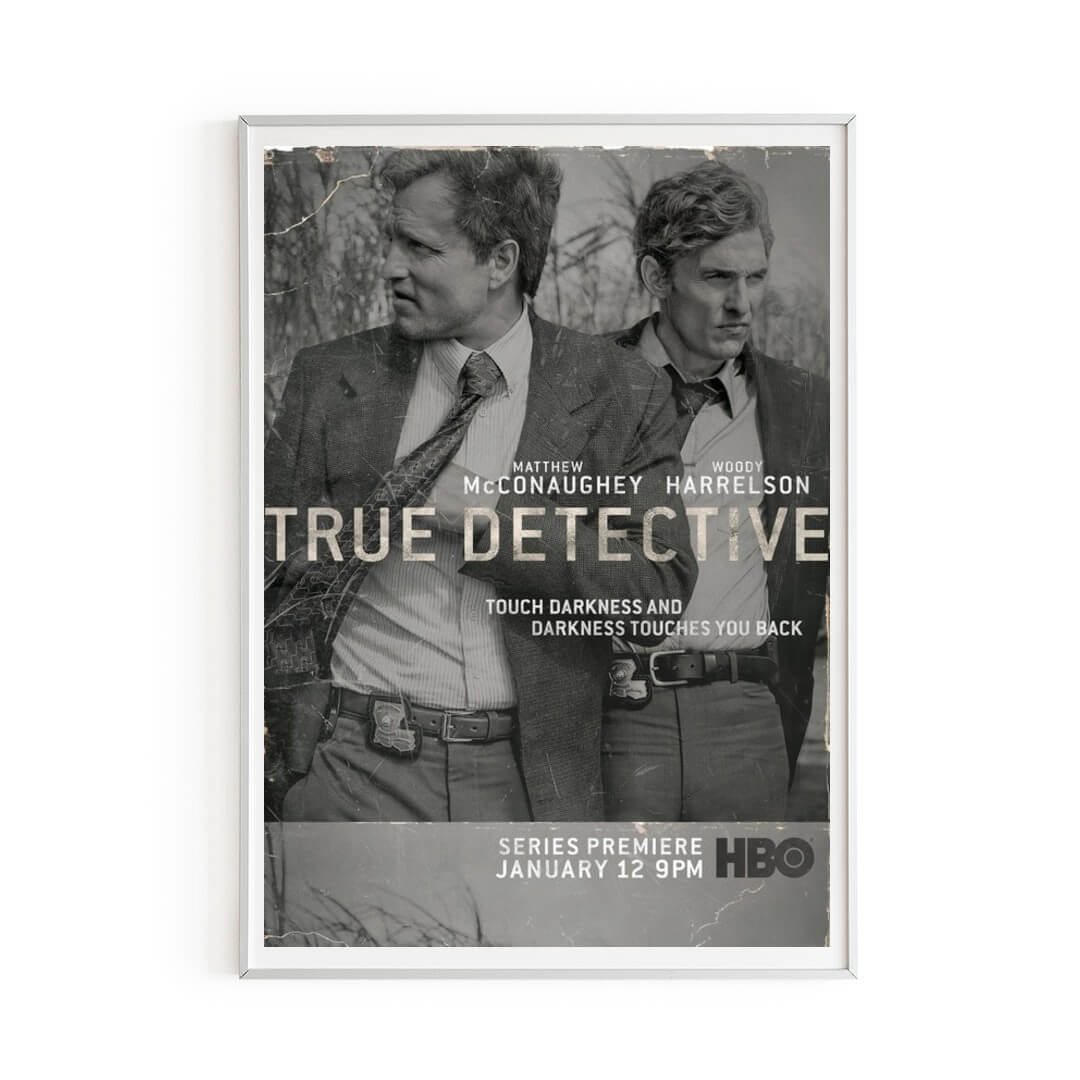 MATTHEW WOODY
McCONAUGHEY HARRELSON
TRUE DETECTIVE
TOUCH DARKNESS AND
DARKNESS TOUCHES YOU BACK
SERIES PREMIERE
JANUARY 12 9PM HBO